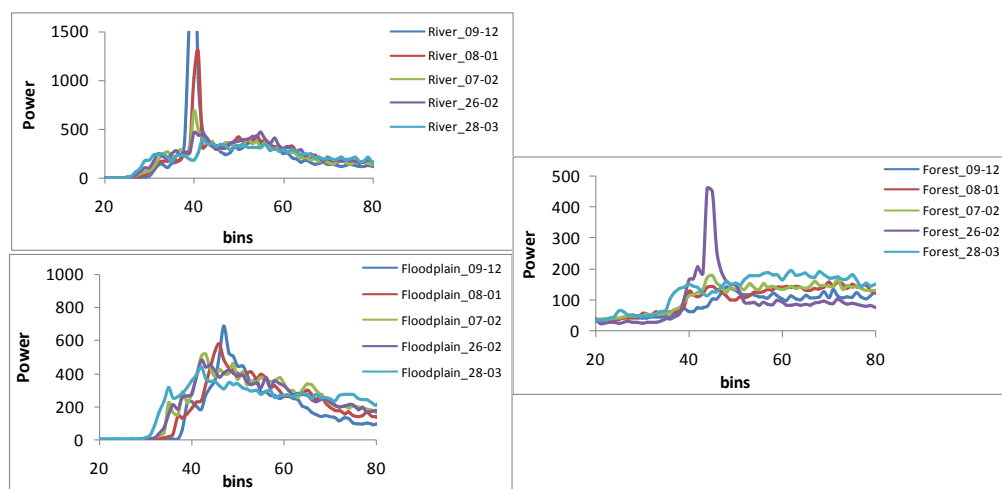 1500
1000
500
0
Power
20 40 60 80
bins
River_09-12
River_08-01
River_07-02
River_26-02
River_28-03
1000
800
600
400
200
0
Power
20 40 60 80
bins
Floodplain_09-12
Floodplain_08-01
Floodplain_07-02
Floodplain_26-02
Floodplain_28-03
500
400
300
200
100
0
Power
20 40 60 80
bins
Forest_09-12
Forest_08-01
Forest_07-02
Forest_26-02
Forest_28-03